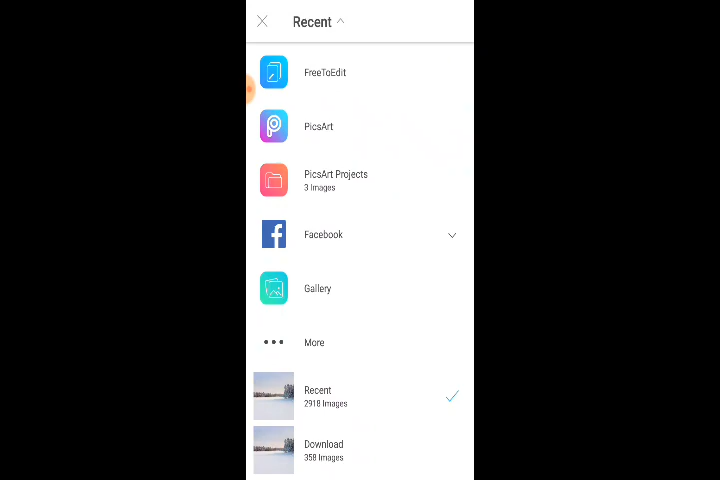 Recent
FreeToEdit
PicsArt
PicsArt Projects
3 Images
Facebook
Gallery
More
Recent
2918 Images
Download
358 Images